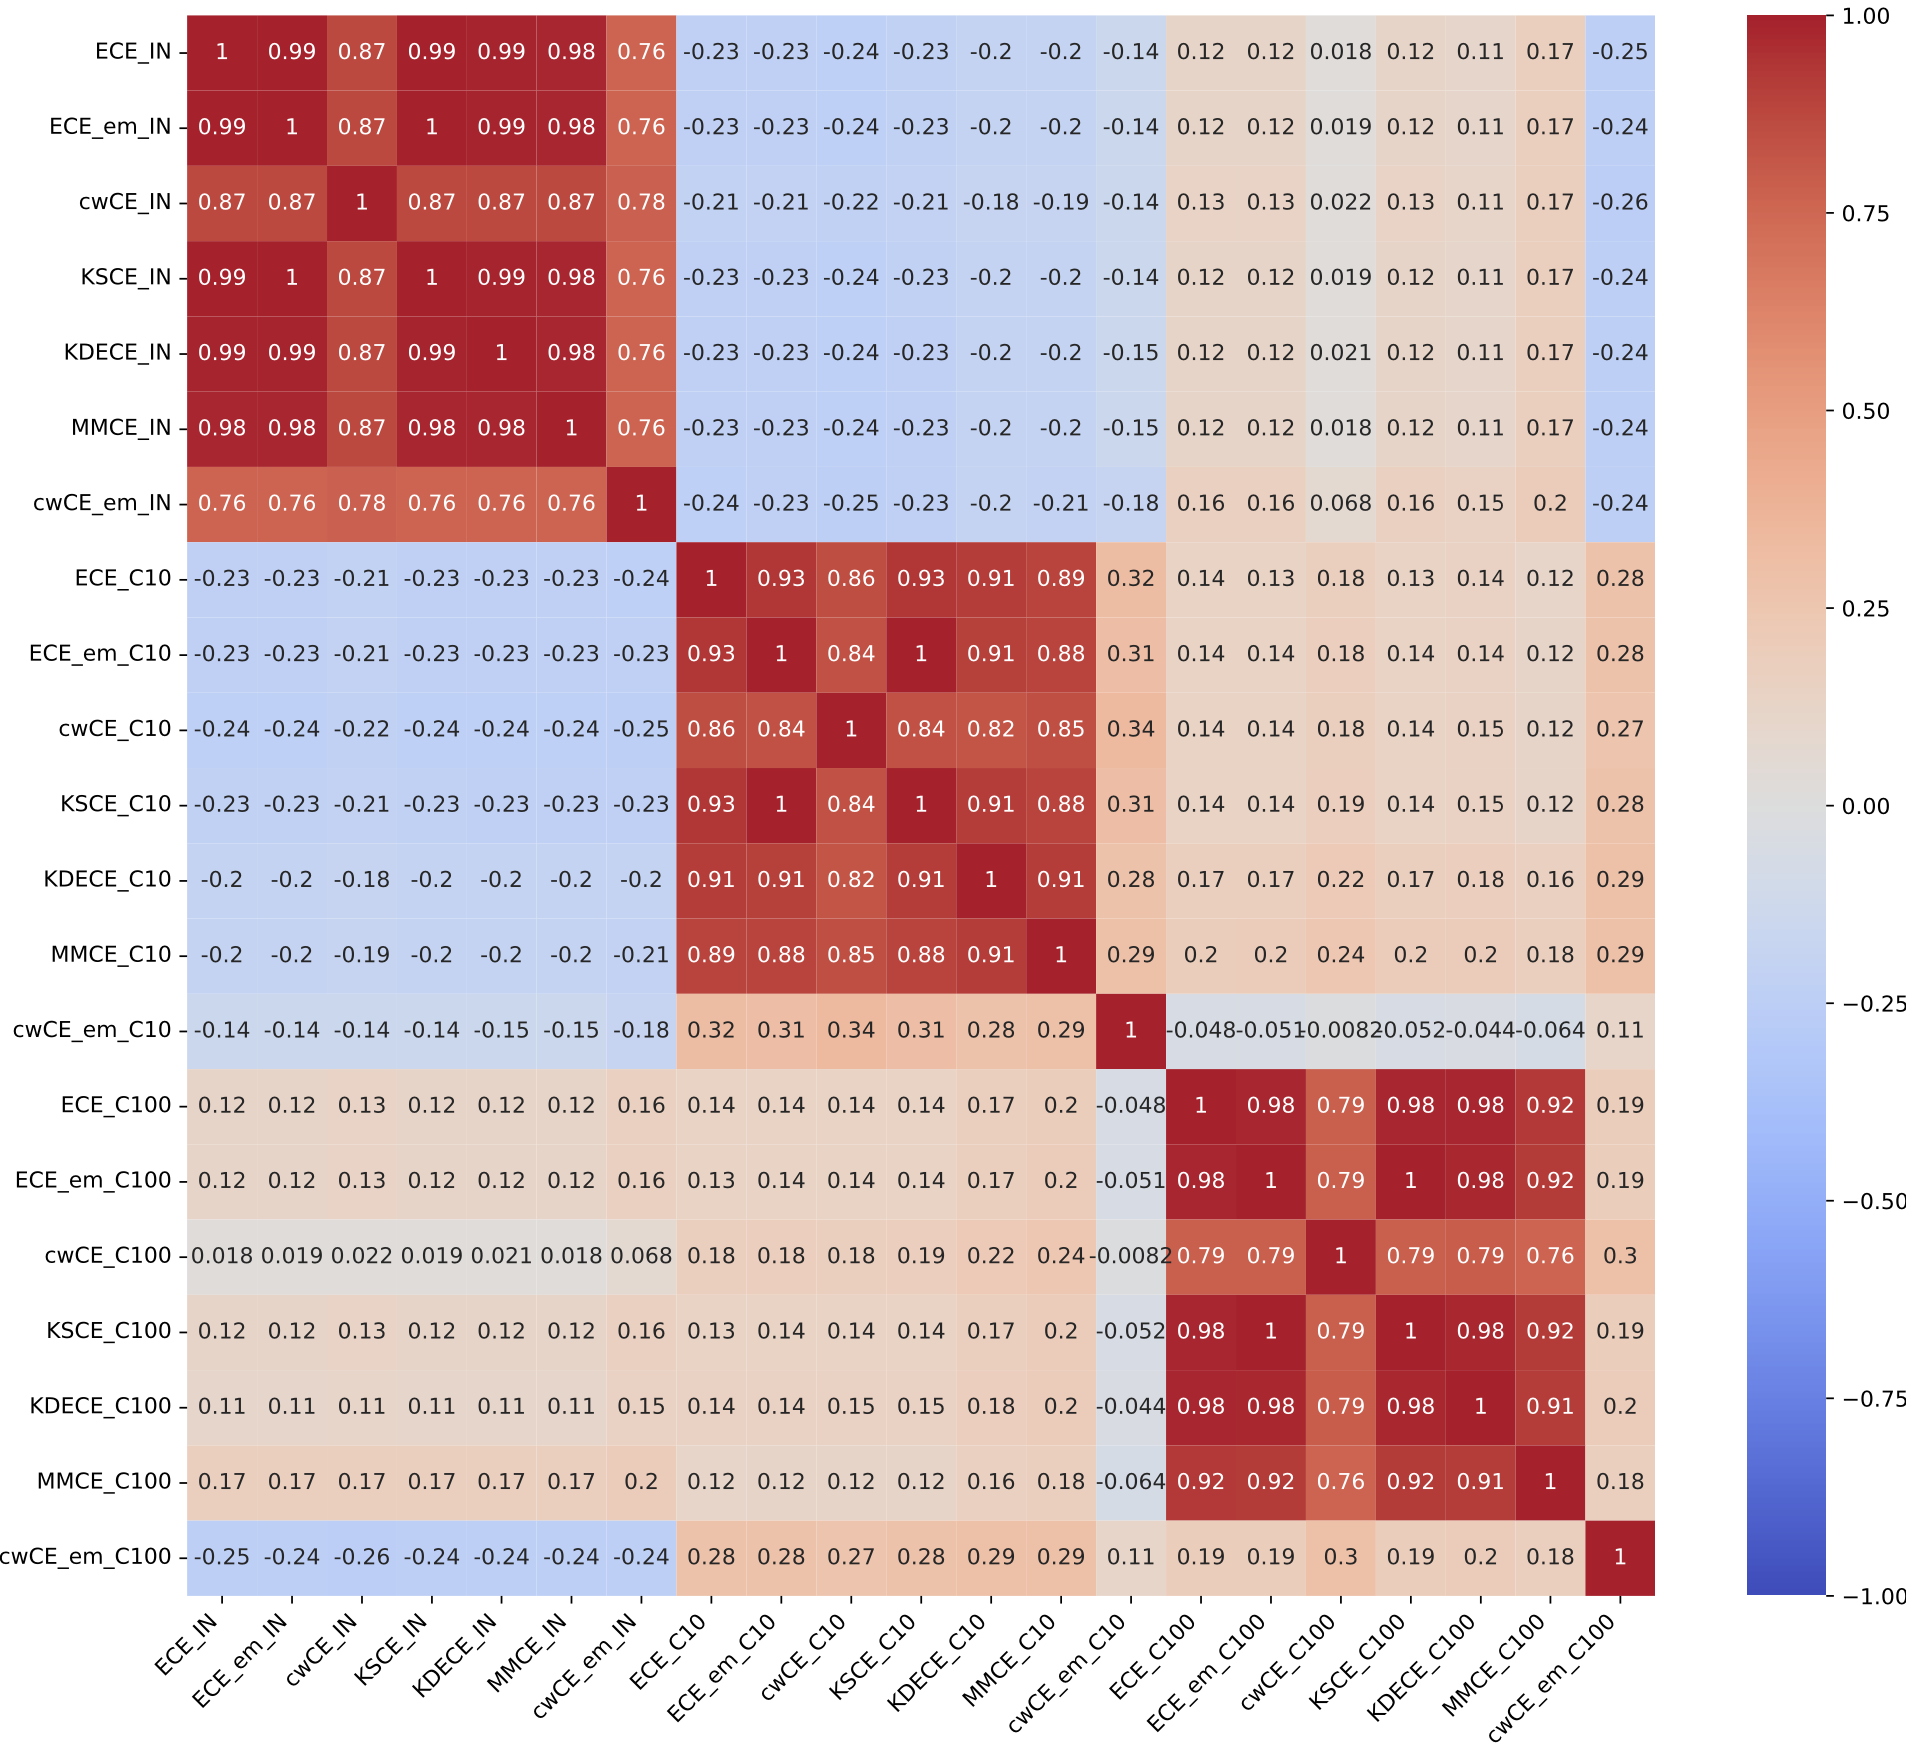 ECE_IN 1 0.99 0.87 0.99 0.99 0.98 0.76 -0.23 -0.23 -0.24 -0.23 -0.2 -0.2 -0.14 0.12 0.12 0.018 0.12 0.11 0.17 -0.25
ECE_em_IN 0.99 1 0.87 1 0.99 0.98 0.76 -0.23 -0.23 -0.24 -0.23 -0.2 -0.2 -0.14 0.12 0.12 0.019 0.12 0.11 0.17 -0.24
cwCE_IN 0.87 0.87 1 0.87 0.87 0.87 0.78 -0.21 -0.21 -0.22 -0.21 -0.18 -0.19 -0.14 0.13 0.13 0.022 0.13 0.11 0.17 -0.26
KSCE_IN 0.99 1 0.87 1 0.99 0.98 0.76 -0.23 -0.23 -0.24 -0.23 -0.2 -0.2 -0.14 0.12 0.12 0.019 0.12 0.11 0.17 -0.24
KDECE_IN 0.99 0.99 0.87 0.99 1 0.98 0.76 -0.23 -0.23 -0.24 -0.23 -0.2 -0.2 -0.15 0.12 0.12 0.021 0.12 0.11 0.17 -0.24
MMCE_IN 0.98 0.98 0.87 0.98 0.98 1 0.76 -0.23 -0.23 -0.24 -0.23 -0.2 -0.2 -0.15 0.12 0.12 0.018 0.12 0.11 0.17 -0.24
cwCE_em_IN 0.76 0.76 0.78 0.76 0.76 0.76 1 -0.24 -0.23 -0.25 -0.23 -0.2 -0.21 -0.18 0.16 0.16 0.068 0.16 0.15 0.2 -0.24
ECE_C10 -0.23 -0.23 -0.21 -0.23 -0.23 -0.23 -0.24 1 0.93 0.86 0.93 0.91 0.89 0.32 0.14 0.13 0.18 0.13 0.14 0.12 0.28
ECE_em_C10 -0.23 -0.23 -0.21 -0.23 -0.23 -0.23 -0.23 0.93 1 0.84 1 0.91 0.88 0.31 0.14 0.14 0.18 0.14 0.14 0.12 0.28
cwCE_C10 -0.24 -0.24 -0.22 -0.24 -0.24 -0.24 -0.25 0.86 0.84 1 0.84 0.82 0.85 0.34 0.14 0.14 0.18 0.14 0.15 0.12 0.27
KSCE_C10 -0.23 -0.23 -0.21 -0.23 -0.23 -0.23 -0.23 0.93 1 0.84 1 0.91 0.88 0.31 0.14 0.14 0.19 0.14 0.15 0.12 0.28
KDECE_C10 -0.2 -0.2 -0.18 -0.2 -0.2 -0.2 -0.2 0.91 0.91 0.82 0.91 1 0.91 0.28 0.17 0.17 0.22 0.17 0.18 0.16 0.29
MMCE_C10 -0.2 -0.2 -0.19 -0.2 -0.2 -0.2 -0.21 0.89 0.88 0.85 0.88 0.91 1 0.29 0.2 0.2 0.24 0.2 0.2 0.18 0.29
cwCE_em_C10 -0.14 -0.14 -0.14 -0.14 -0.15 -0.15 -0.18 0.32 0.31 0.34 0.31 0.28 0.29 1 -0.048 -0.051 -0.0082 -0.052 -0.044 -0.064 0.11
ECE_C100 0.12 0.12 0.13 0.12 0.12 0.12 0.16 0.14 0.14 0.14 0.14 0.17 0.2 -0.048 1 0.98 0.79 0.98 0.98 0.92 0.19
ECE_em_C100 0.12 0.12 0.13 0.12 0.12 0.12 0.16 0.13 0.14 0.14 0.14 0.17 0.2 -0.051 0.98 1 0.79 1 0.98 0.92 0.19
cwCE_C100 0.018 0.019 0.022 0.019 0.021 0.018 0.068 0.18 0.18 0.18 0.19 0.22 0.24 -0.0082 0.79 0.79 1 0.79 0.79 0.76 0.3
KSCE_C100 0.12 0.12 0.13 0.12 0.12 0.12 0.16 0.13 0.14 0.14 0.14 0.17 0.2 -0.052 0.98 1 0.79 1 0.98 0.92 0.19
KDECE_C100 0.11 0.11 0.11 0.11 0.11 0.11 0.15 0.14 0.14 0.15 0.15 0.18 0.2 -0.044 0.98 0.98 0.79 0.98 1 0.91 0.2
MMCE_C100 0.17 0.17 0.17 0.17 0.17 0.17 0.2 0.12 0.12 0.12 0.12 0.16 0.18 -0.064 0.92 0.92 0.76 0.92 0.91 1 0.18
cwCE_em_C100 -0.25 -0.24 -0.26 -0.24 -0.24 -0.24 -0.24 0.28 0.28 0.27 0.28 0.29 0.29 0.11 0.19 0.19 0.3 0.19 0.2 0.18 1
ECE_IN ECE_em_IN cwCE_IN KSCE_IN KDECE_IN MMCE_IN cwCE_em_IN ECE_C10 ECE_em_C10 cwCE_C10 KSCE_C10 KDECE_C10 MMCE_C10 cwCE_em_C10 ECE_C100 ECE_em_C100 cwCE_C100 KSCE_C100 KDECE_C100 MMCE_C100 cwCE_em_C100
1.00
0.75
0.50
0.25
0.00
−0.25
−0.50
−0.75
−1.00